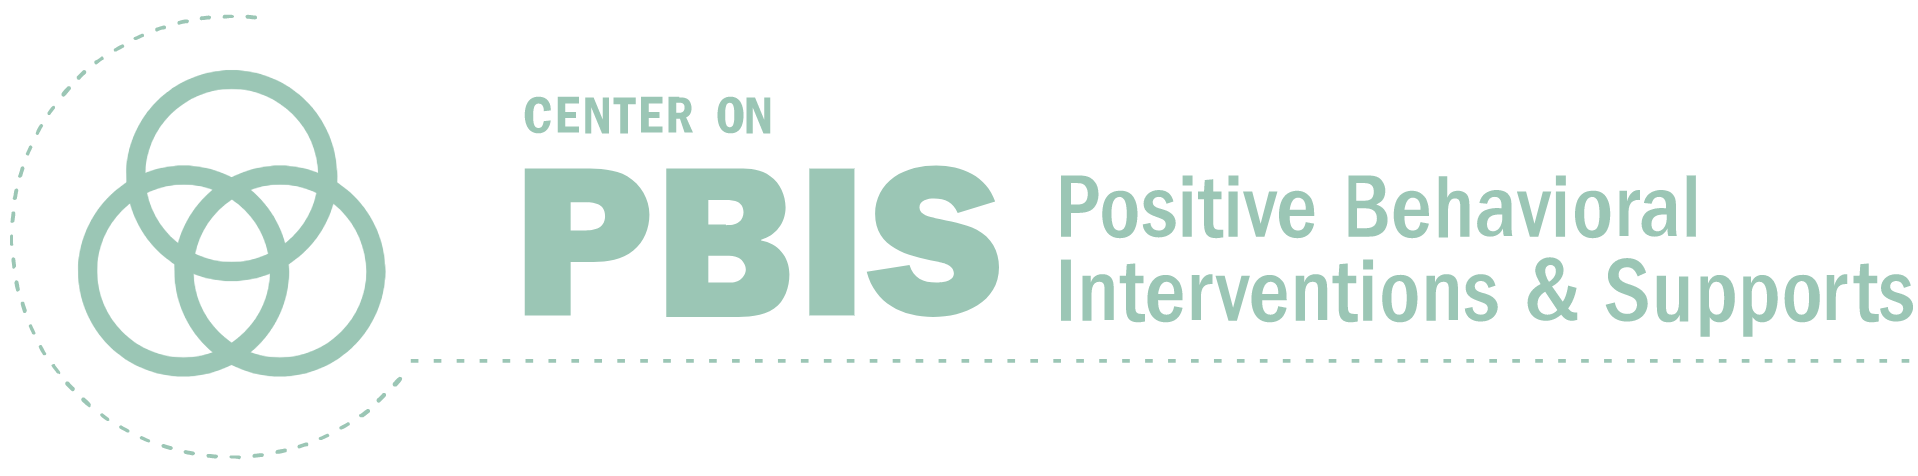 CENTER ON
PBIS
Positive Behavioral
Interventions & Supports